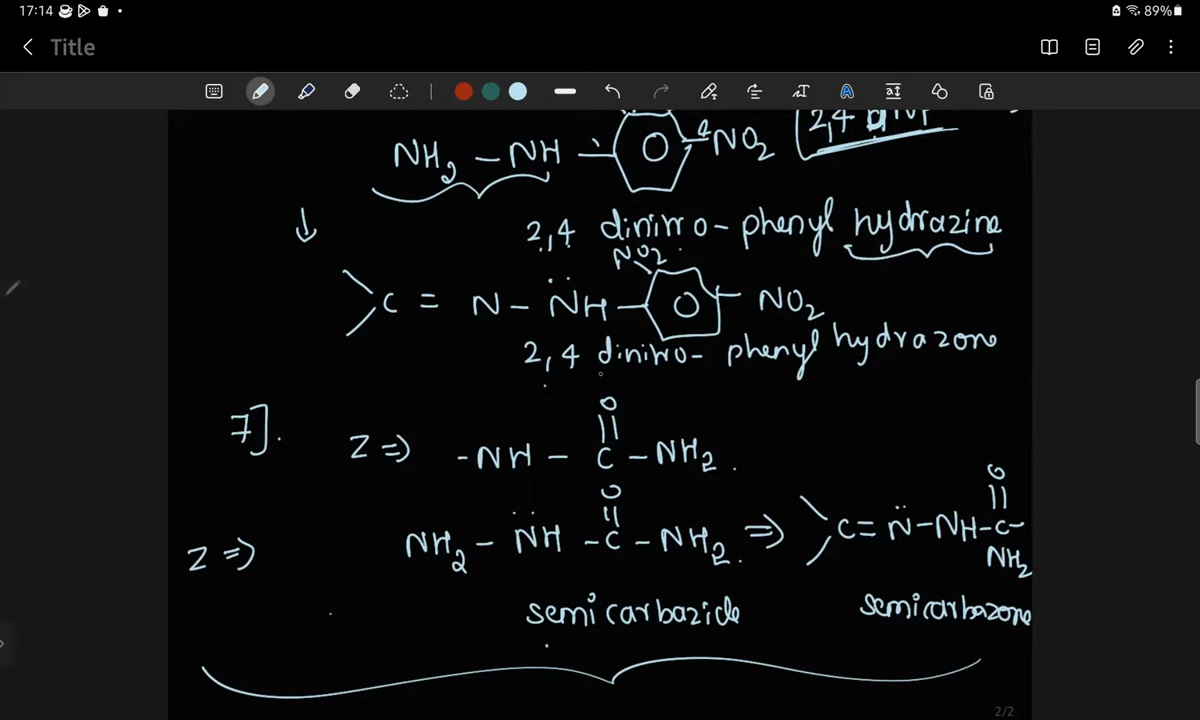 17:14
89%
Title
NH2 - NH - 4 NO2 2,4
2,4 dinitro - phenyl hydrazine
NO2
C = N - NH - NO2
2,4 dinitro - phenyl hydrazone
O
7]. Z => -NH - C - NH2.
O
O
Z => NH2 - NH - C - NH2. => C = N - NH - C -
NH2
semicarbazide semicarbazone
2/2